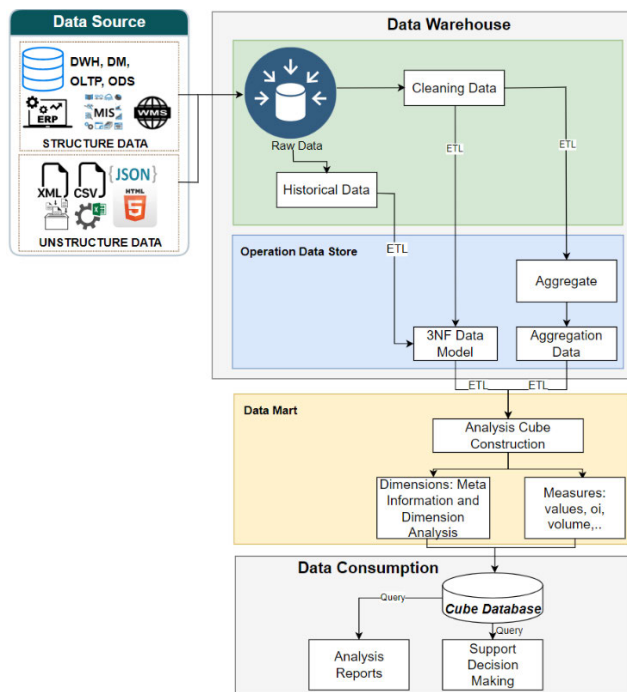 Data Source
DWH, DM,
OLTP, ODS
ERP
MIS
WMS
STRUCTURE DATA
XML
CSV
{JSON}
HTML
5
UNSTRUCTURE DATA
Data Warehouse
Raw Data
Cleaning Data
Historical Data
ETL
ETL
ETL
Operation Data Store
Aggregate
3NF Data
Model
Aggregation
Data
ETL
ETL
Data Mart
Analysis Cube
Construction
Dimensions: Meta
Information and
Dimension
Analysis
Measures:
values, oi,
volume,..
Data Consumption
Cube Database
Query
Query
Analysis
Reports
Support
Decision
Making